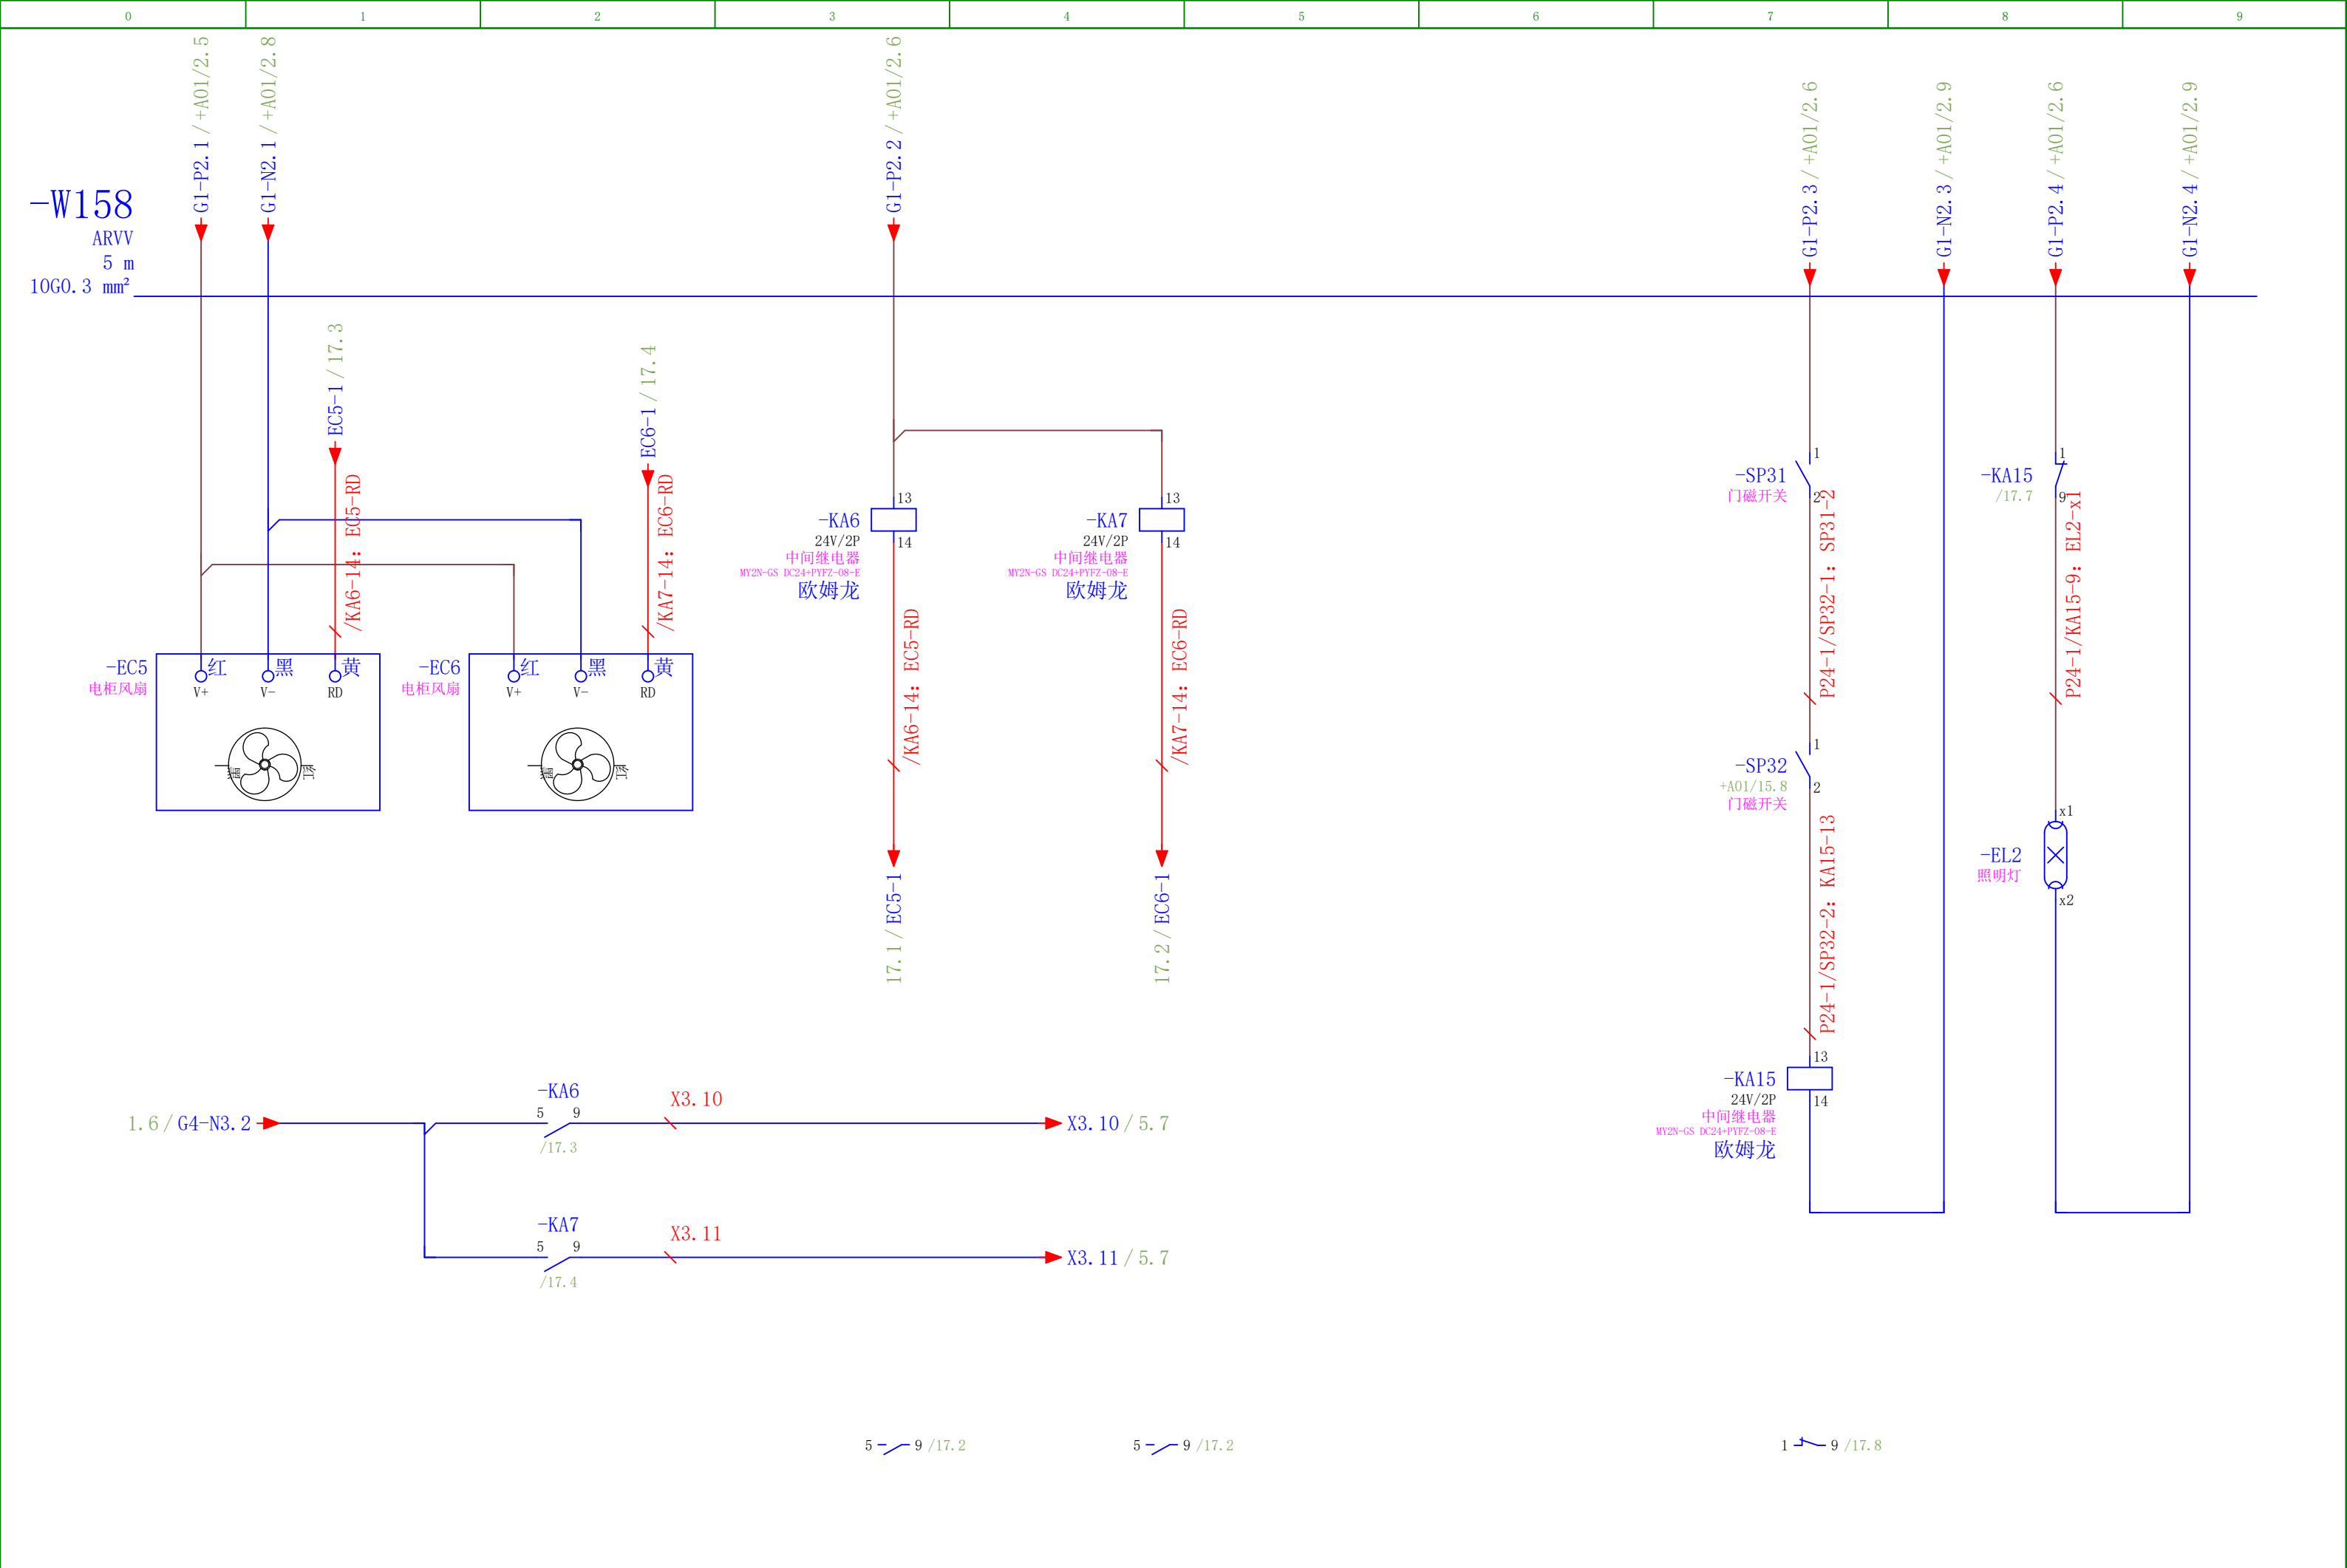 0 1 2 3 4 5 6 7 8 9
G1-P2.1 / +A01/2.5
G1-N2.1 / +A01/2.8
G1-P2.2 / +A01/2.6
G1-P2.3 / +A01/2.6
G1-N2.3 / +A01/2.9
G1-P2.4 / +A01/2.6
G1-N2.4 / +A01/2.9
-W158
ARVV
5 m
10G0.3 mm²
EC5-1 / 17.3
/KA6-14: EC5-RD
EC6-1 / 17.4
/KA7-14: EC6-RD
-EC5
电柜风扇
红 黑 黄
V+ V- RD
黑 红
-EC6
电柜风扇
红 黑 黄
V+ V- RD
黑 红
-KA6
24V/2P
中间继电器
MY2N-GS DC24+PYFZ-08-E
欧姆龙
13
14
/KA6-14: EC5-RD
17.1 / EC5-1
-KA7
24V/2P
中间继电器
MY2N-GS DC24+PYFZ-08-E
欧姆龙
13
14
/KA7-14: EC6-RD
17.2 / EC6-1
-SP31
门磁开关
1
2
P24-1/SP32-1: SP31-2
-SP32
+A01/15.8
门磁开关
1
2
P24-1/SP32-2: KA15-13
-KA15
24V/2P
中间继电器
MY2N-GS DC24+PYFZ-08-E
欧姆龙
13
14
-KA15
/17.7
1
9
P24-1/KA15-9: EL2-x1
-EL2
照明灯
x1
x2
1.6 / G4-N3.2
-KA6
5 9
/17.3
X3.10
X3.10 / 5.7
-KA7
5 9
/17.4
X3.11
X3.11 / 5.7
5 9 /17.2
5 9 /17.2
1 9 /17.8